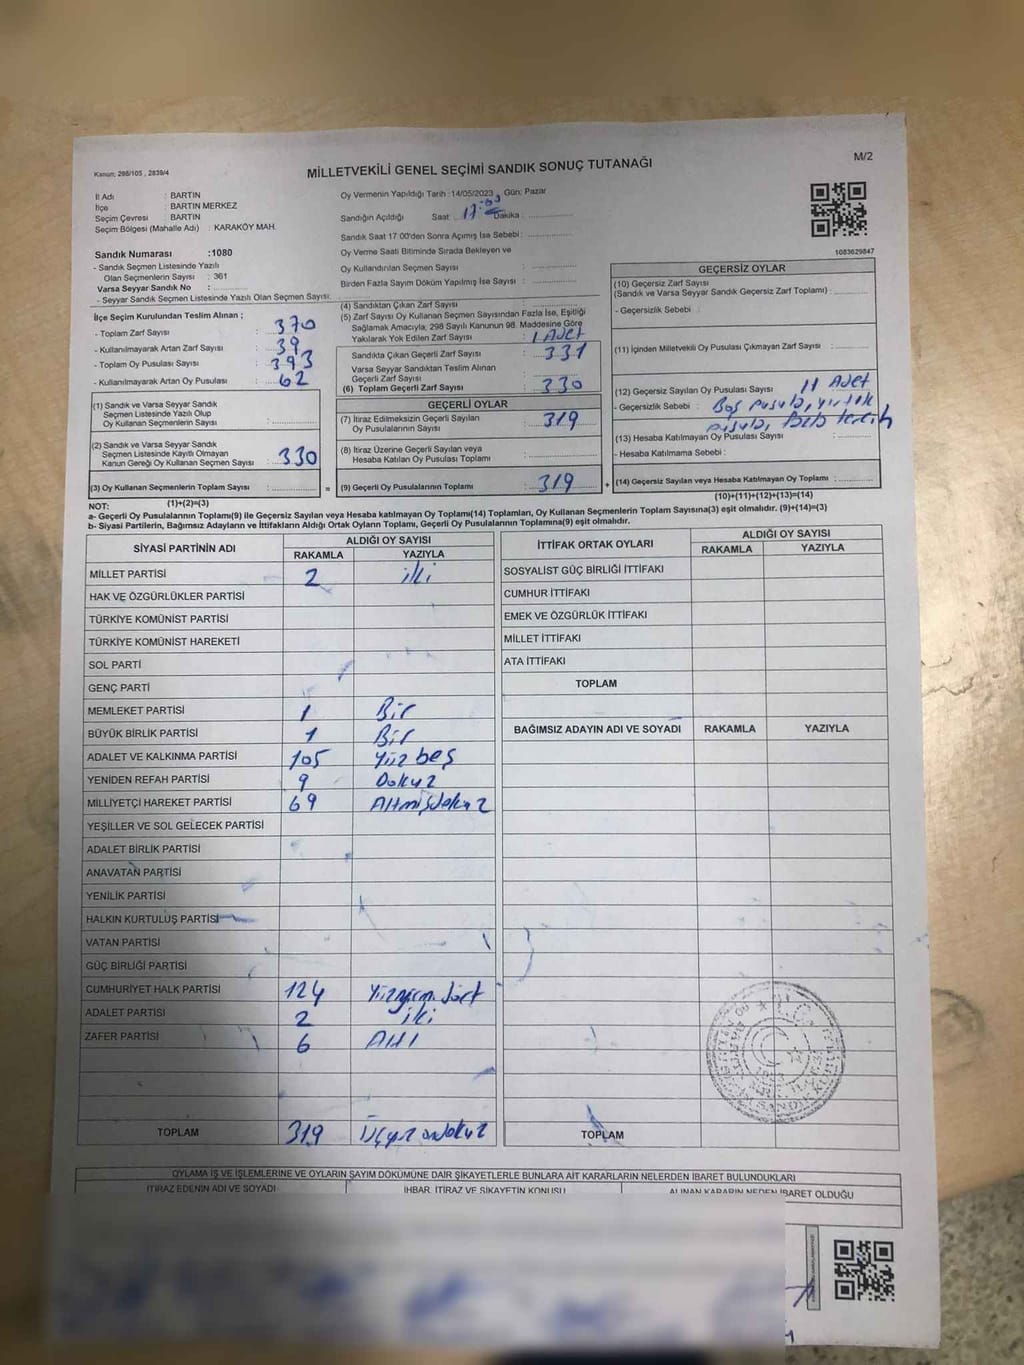 Kanun; 298/105 , 2839/4
MİLLETVEKİLİ GENEL SEÇİMİ SANDIK SONUÇ TUTANAĞI
M/2
İl Adı : BARTIN
İlçe : BARTIN MERKEZ
Seçim Çevresi : BARTIN
Seçim Bölgesi (Mahalle Adı) : KARAKÖY MAH.
Oy Vermenin Yapıldığı Tarih :14/05/2023 Gün: Pazar
Sandığın Açıldığı Saat : 17:00 Dakika :
Sandık Saat 17.00'den Sonra Açımış İse Sebebi:
Oy Verme Saati Bitiminde Sırada Bekleyen ve
Oy Kullandırılan Seçmen Sayısı :
Birden Fazla Sayım Döküm Yapılmış İse Sayısı :
1083629847
Sandık Numarası :1080
- Sandık Seçmen Listesinde Yazılı
Olan Seçmenlerin Sayısı : 361
Varsa Seyyar Sandık No :
- Seyyar Sandık Seçmen Listesinde Yazılı Olan Seçmen Sayısı:
İlçe Seçim Kurulundan Teslim Alınan ;
- Toplam Zarf Sayısı : 370
- Kullanılmayarak Artan Zarf Sayısı : 39
- Toplam Oy Pusulası Sayısı : 393
- Kullanılmayarak Artan Oy Pusulası : 62
(1) Sandık ve Varsa Seyyar Sandık
Seçmen Listesinde Yazılı Olup
Oy Kullanan Seçmenlerin Sayısı :
(2) Sandık ve Varsa Seyyar Sandık
Seçmen Listesinde Kayıtlı Olmayan
Kanun Gereği Oy Kullanan Seçmen Sayısı : 330
(3) Oy Kullanan Seçmenlerin Toplam Sayısı :
(1)+(2)=(3)
(4) Sandıktan Çıkan Zarf Sayısı :
(5) Zarf Sayısı Oy Kullanan Seçmen Sayısından Fazla İse, Eşitliği
Sağlamak Amacıyla, 298 Sayılı Kanunun 98. Maddesine Göre
Yakılarak Yok Edilen Zarf Sayısı : 1 Adet
Sandıkta Çıkan Geçerli Zarf Sayısı : 331
Varsa Seyyar Sandıktan Teslim Alınan
Geçerli Zarf Sayısı :
(6) Toplam Geçerli Zarf Sayısı : 330
GEÇERLİ OYLAR
(7) İtiraz Edilmeksizin Geçerli Sayılan
Oy Pusulasının Sayısı : 319
(8) İtiraz Üzerine Geçerli Sayılan veya
Hesaba Katılan Oy Pusulası Toplamı :
= (9) Geçerli Oy Pusulalarının Toplamı : 319 +
GEÇERSİZ OYLAR
(10) Geçersiz Zarf Sayısı
(Sandık ve Varsa Seyyar Sandık Geçersiz Zarf Toplamı) :
- Geçersizlik Sebebi :
(11) İçinden Milletvekili Oy Pusulası Çıkmayan Zarf Sayısı :
(12) Geçersiz Sayılan Oy Pusulası Sayısı : 11 Adet
- Geçersizlik Sebebi : Boş pusula, yırtık
pusula, tercih
(13) Hesaba Katılmayan Oy Pusulası Sayısı :
- Hesaba Katılmama Sebebi :
(14) Geçersiz Sayılan veya Hesaba Katılmayan Oy Toplamı :
(10)+(11)+(12)+(13)=(14)
NOT:
a- Geçerli Oy Pusulalarının Toplamı(9) ile Geçersiz Sayılan veya Hesaba katılmayan Oy Toplamı(14) Toplamları, Oy Kullanan Seçmenlerin Toplam Sayısına(3) eşit olmalıdır. (9)+(14)=(3)
b- Siyasi Partilerin, Bağımsız Adayların ve İttifakların Aldığı Ortak Oyların Toplamı, Geçerli Oy Pusulalarının Toplamına(9) eşit olmalıdır.
SİYASİ PARTİNİN ADI ALDIĞI OY SAYISI
RAKAMLA YAZIYLA
MİLLET PARTİSİ 2 iki
HAK VE ÖZGÜRLÜKLER PARTİSİ
TÜRKİYE KOMÜNİST PARTİSİ
TÜRKİYE KOMÜNİST HAREKETİ
SOL PARTİ
GENÇ PARTİ
MEMLEKET PARTİSİ 1 Bir
BÜYÜK BİRLİK PARTİSİ 1 Bir
ADALET VE KALKINMA PARTİSİ 105 Yüz beş
YENİDEN REFAH PARTİSİ 9 Dokuz
MİLLİYETÇİ HAREKET PARTİSİ 69 Altmışdokuz
YEŞİLLER VE SOL GELECEK PARTİSİ
ADALET BİRLİK PARTİSİ
ANAVATAN PARTİSİ
YENİLİK PARTİSİ
HALKIN KURTULUŞ PARTİSİ
VATAN PARTİSİ
GÜÇ BİRLİĞİ PARTİSİ
CUMHURİYET HALK PARTİSİ 124 Yüzyirmi dört
ADALET PARTİSİ 2 iki
ZAFER PARTİSİ 6 Altı
TOPLAM 319 Üçyüz ondokuz
İTTİFAK ORTAK OYLARI ALDIĞI OY SAYISI
RAKAMLA YAZIYLA
SOSYALİST GÜÇ BİRLİĞİ İTTİFAKI
CUMHUR İTTİFAKI
EMEK VE ÖZGÜRLÜK İTTİFAKI
MİLLET İTTİFAKI
ATA İTTİFAKI
TOPLAM
BAĞIMSIZ ADAYIN ADI VE SOYADI RAKAMLA YAZIYLA
TOPLAM
OYLAMA İŞ VE İŞLEMLERİNE VE OYLARIN SAYIM DÖKÜMÜNE DAİR ŞİKAYETLERLE BUNLARA AİT KARARLARIN NELERDEN İBARET BULUNDUKLARI
İTİRAZ EDENİN ADI VE SOYADI İHBAR, İTİRAZ VE ŞİKAYETİN KONUSU ALINAN KARARIN NEDEN İBARET OLDUĞU